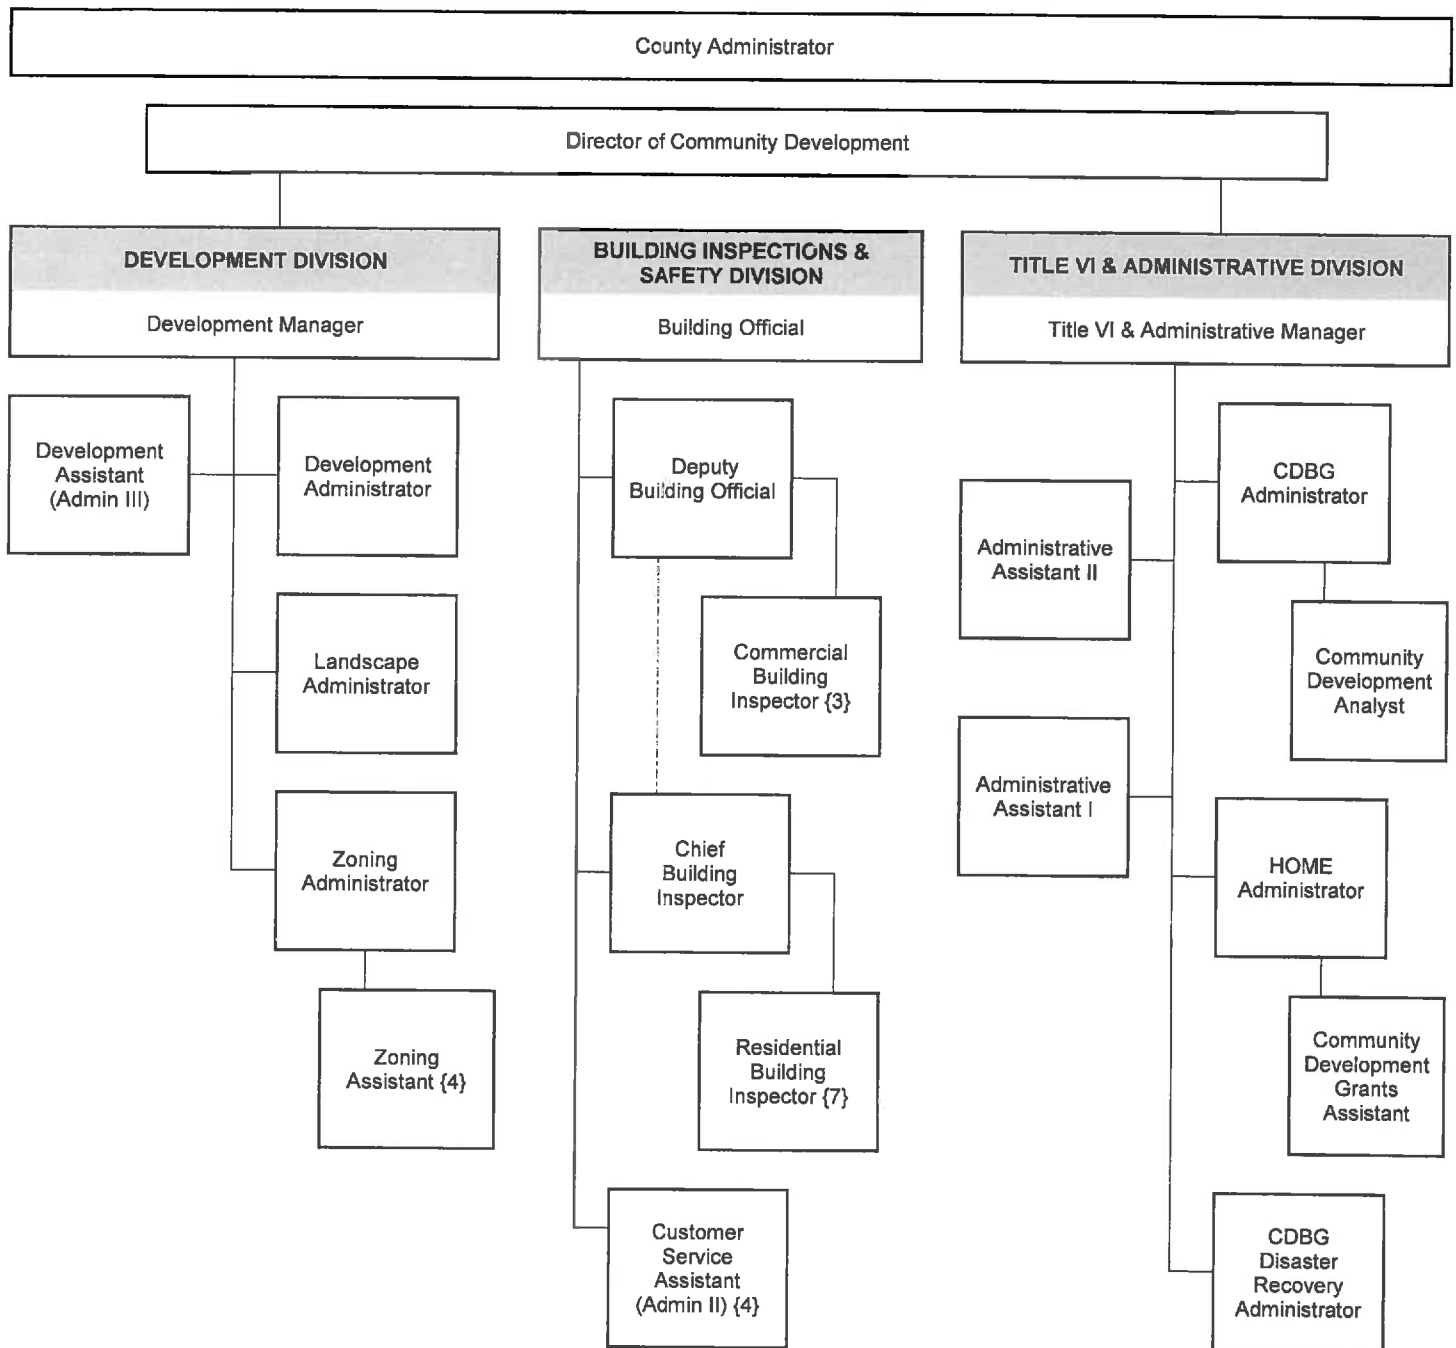 County Administrator
Director of Community Development
DEVELOPMENT DIVISION
Development Manager
BUILDING INSPECTIONS &
SAFETY DIVISION
Building Official
TITLE VI & ADMINISTRATIVE DIVISION
Title VI & Administrative Manager
Development
Assistant
(Admin III)
Development
Administrator
Landscape
Administrator
Zoning
Administrator
Zoning
Assistant {4}
Deputy
Building Official
Commercial
Building
Inspector {3}
Chief
Building
Inspector
Residential
Building
Inspector {7}
Customer
Service
Assistant
(Admin II) {4}
CDBG
Administrator
Administrative
Assistant II
Community
Development
Analyst
Administrative
Assistant I
HOME
Administrator
Community
Development
Grants
Assistant
CDBG
Disaster
Recovery
Administrator